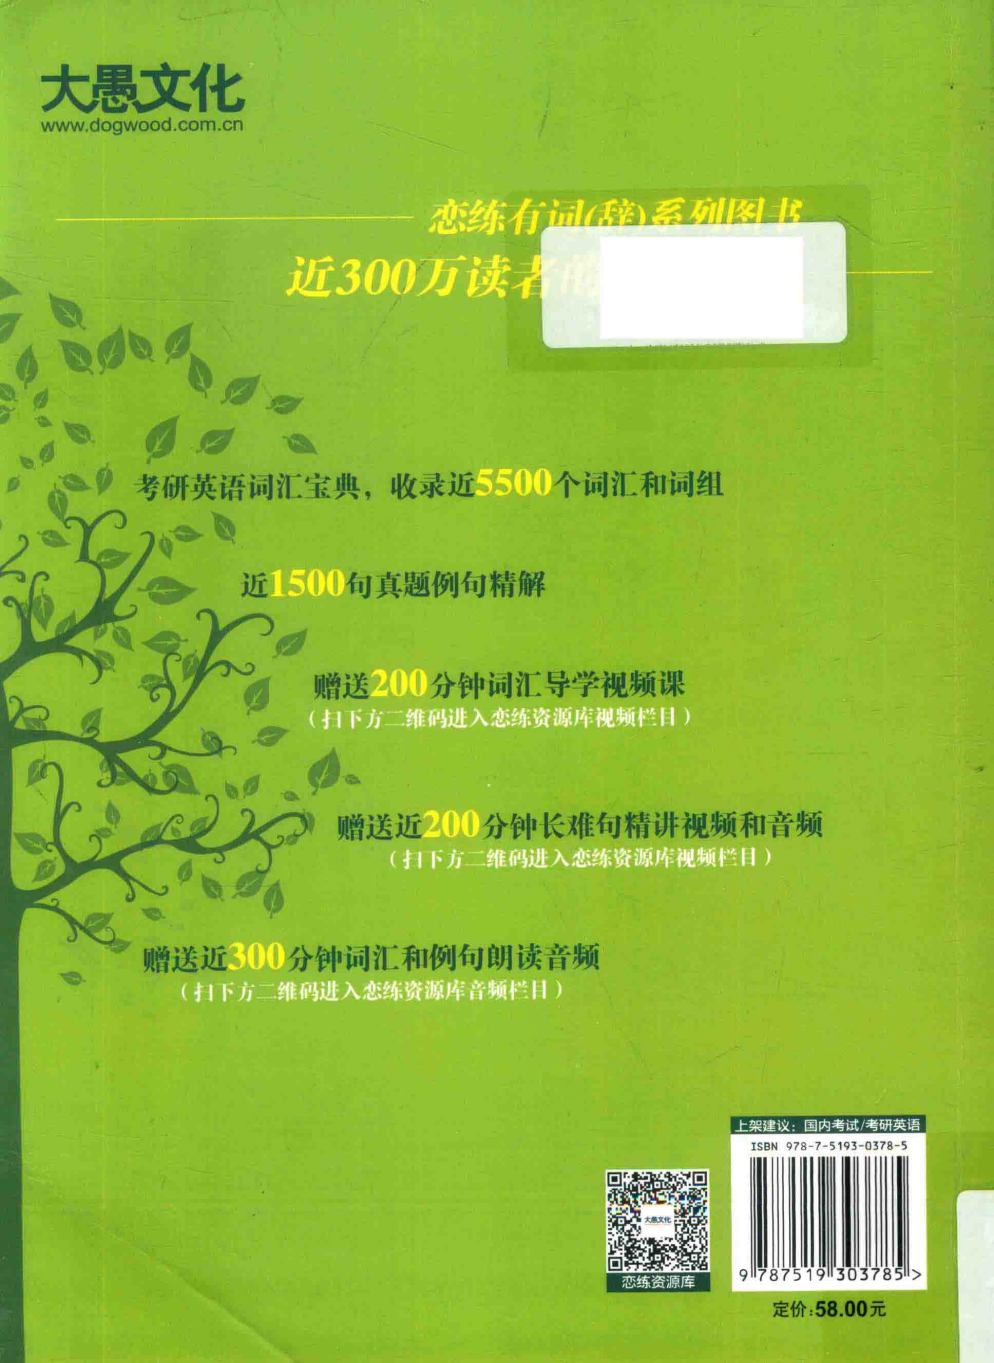 大愚文化
www.dogwood.com.cn
恋练有词(辞)系列图书
近300万读者的
考研英语词汇宝典，收录近5500个词汇和词组
近1500句真题例句精解
赠送200分钟词汇导学视频课
（扫下方二维码进入恋练资源库视频栏目）
赠送近200分钟长难句精讲视频和音频
（扫下方二维码进入恋练资源库视频栏目）
赠送近300分钟词汇和例句朗读音频
（扫下方二维码进入恋练资源库音频栏目）
上架建议：国内考试/考研英语
ISBN 978-7-5193-0378-5
大愚文化
恋练资源库
9 787519 303785 >
定价:58.00元